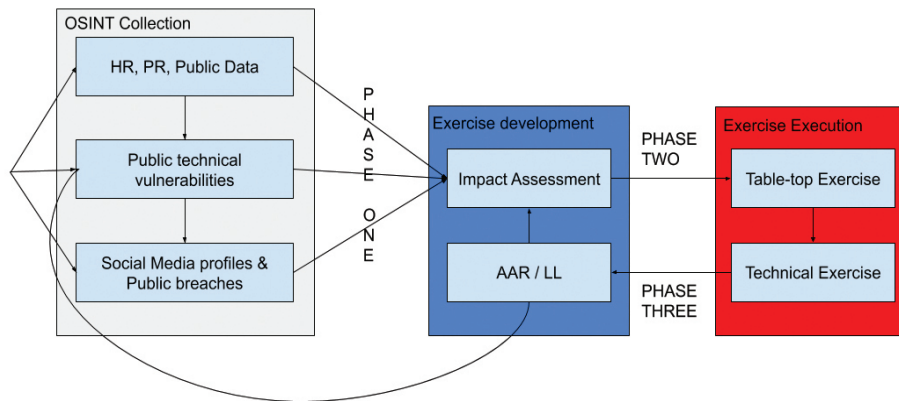 OSINT Collection
HR, PR, Public Data
Public technical
vulnerabilities
Social Media profiles &
Public breaches
P
H
A
S
E
O
N
E
Exercise development
Impact Assessment
AAR / LL
PHASE
TWO
PHASE
THREE
Exercise Execution
Table-top Exercise
Technical Exercise